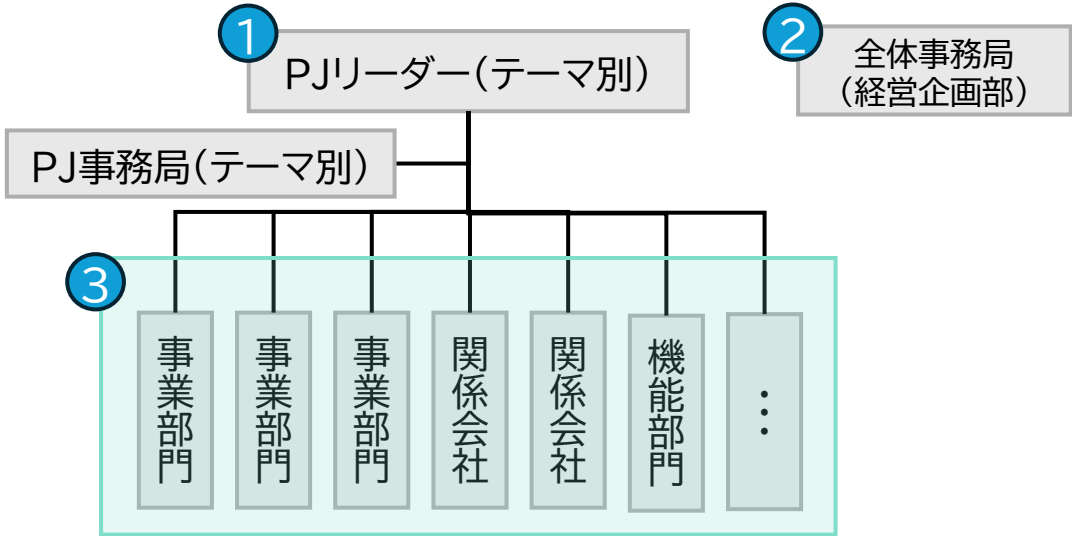 1
PJリーダー(テーマ別)
2
全体事務局
(経営企画部)
PJ事務局(テーマ別)
3
事業部門
事業部門
事業部門
関係会社
関係会社
機能部門
…